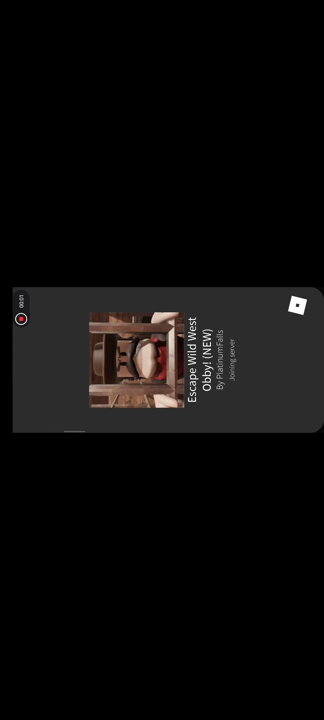 00:01
Escape Wild West
Obby! (NEW)
By PlatinumFalls
Joining server